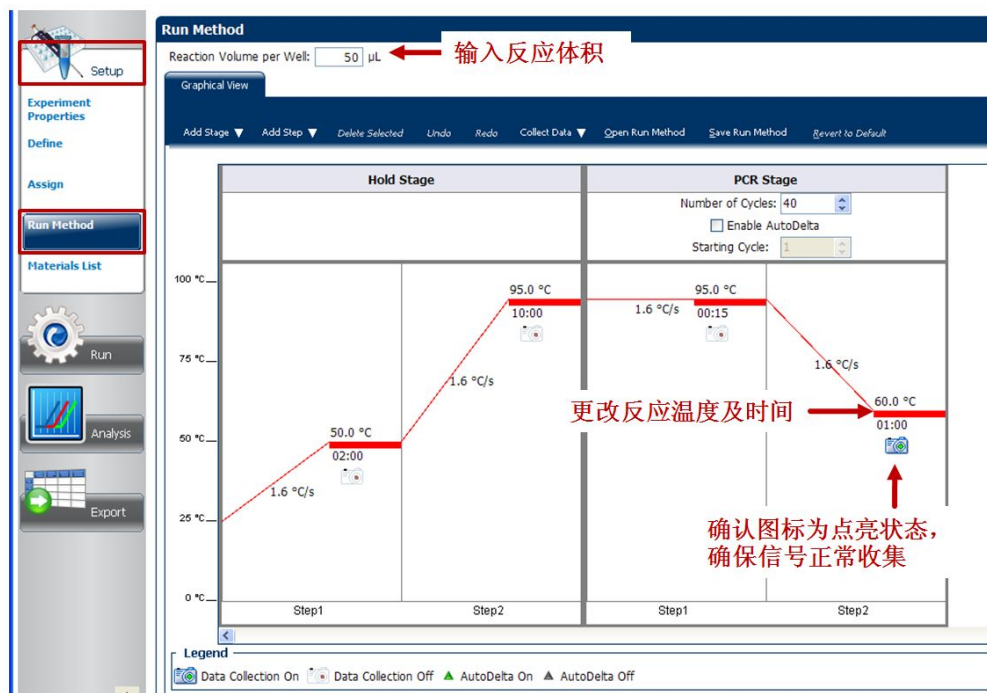 Setup
Experiment
Properties
Define
Assign
Run Method
Materials List
Run
Analysis
Export
Run Method
Reaction Volume per Well: 50 µL
输入反应体积
Graphical View
Add Stage ▼ Add Step ▼ Delete Selected Undo Redo Collect Data ▼ Open Run Method Save Run Method Revert to Default
Hold Stage
PCR Stage
Number of Cycles: 40
Enable AutoDelta
Starting Cycle: 1
100 °C
75 °C
50 °C
25 °C
0 °C
1.6 °C/s
50.0 °C
02:00
1.6 °C/s
95.0 °C
10:00
1.6 °C/s
95.0 °C
00:15
1.6 °C/s
60.0 °C
01:00
更改反应温度及时间
确认图标为点亮状态，
确保信号正常收集
Step1 Step2 Step1 Step2
Legend
Data Collection On Data Collection Off AutoDelta On AutoDelta Off